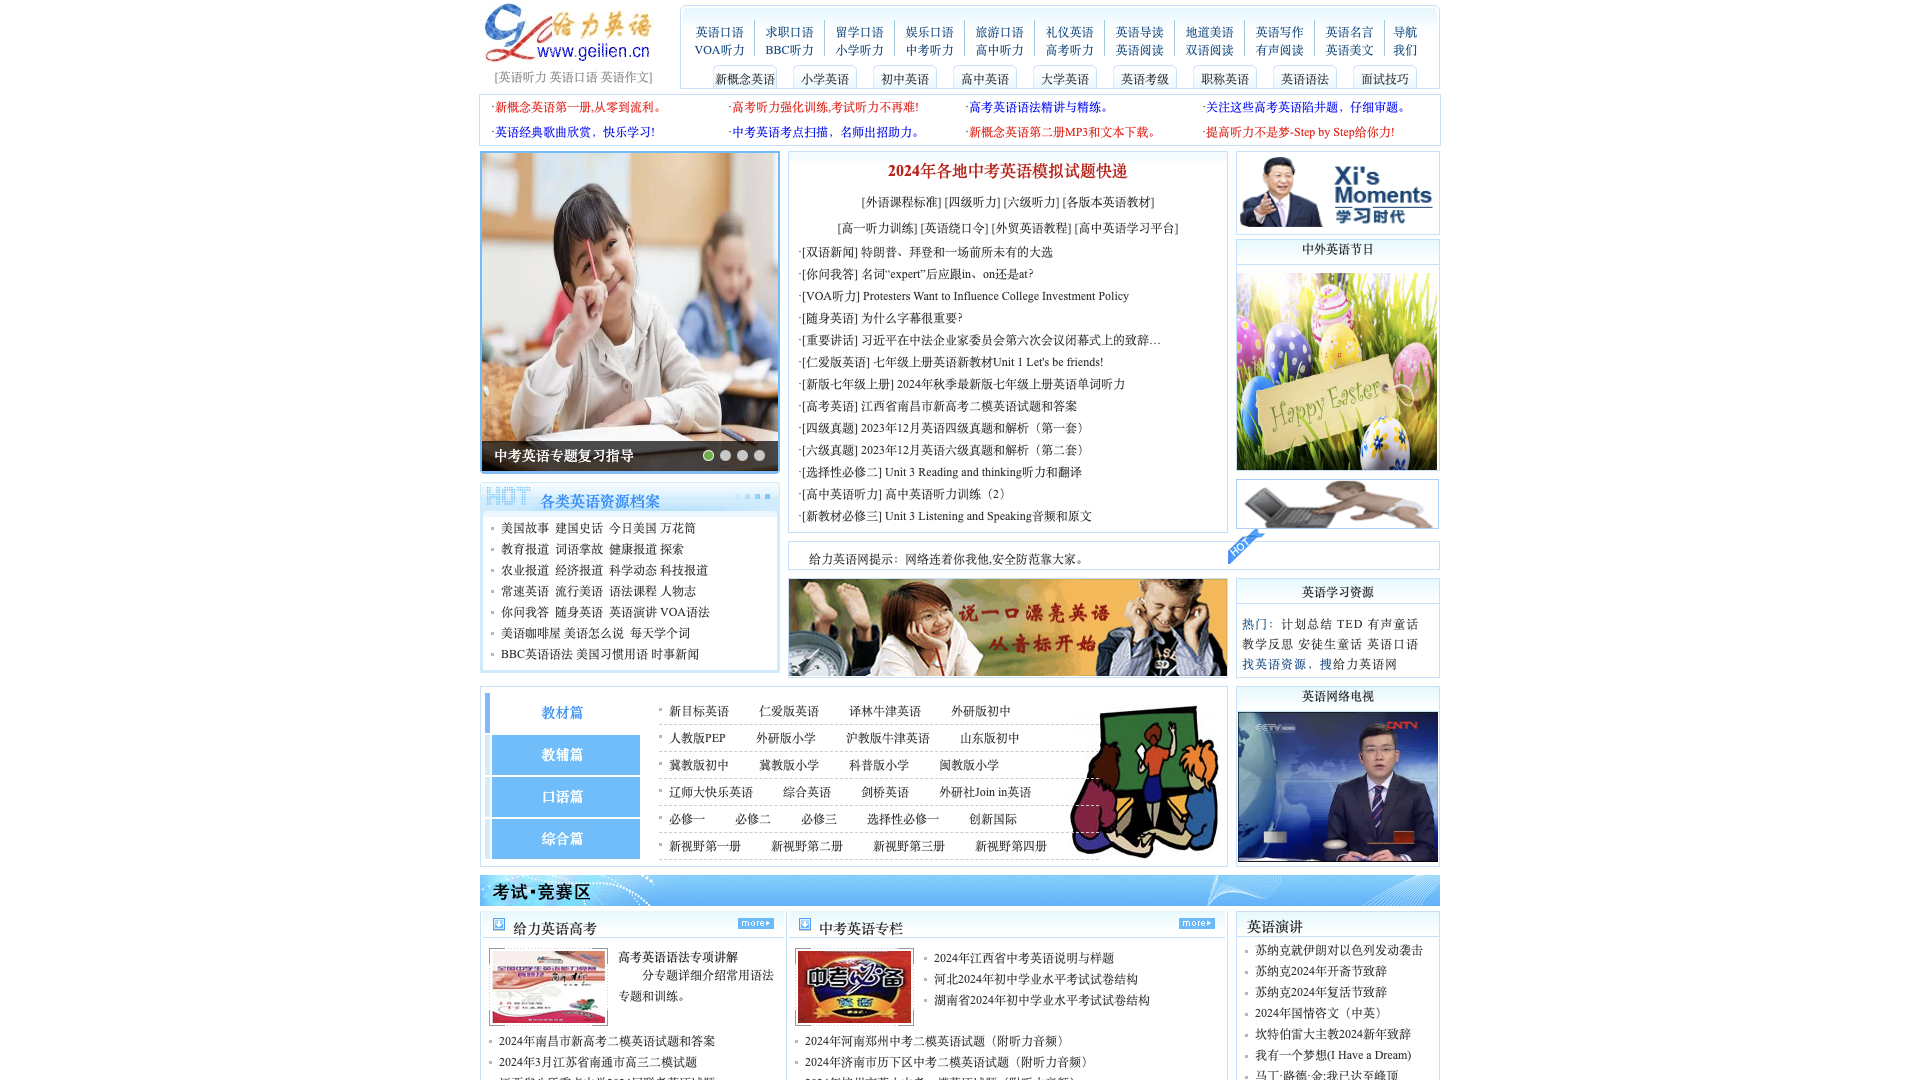 给力英语
www.geilien.cn
[英语听力 英语口语 英语作文]
英语口语 求职口语 留学口语 娱乐口语 旅游口语 礼仪英语 英语导读 地道美语 英语写作 英语名言 导航
VOA听力 BBC听力 小学听力 中考听力 高中听力 高考听力 英语阅读 双语阅读 有声阅读 英语美文 我们
新概念英语 小学英语 初中英语 高中英语 大学英语 英语考级 职称英语 英语语法 面试技巧
·新概念英语第一册,从零到流利。 ·高考听力强化训练,考试听力不再难! ·高考英语语法精讲与精练。 ·关注这些高考英语陷井题，仔细审题。
·英语经典歌曲欣赏，快乐学习! ·中考英语考点扫描，名师出招助力。 ·新概念英语第二册MP3和文本下载。 ·提高听力不是梦-Step by Step给你力!
中考英语专题复习指导
HOT 各类英语资源档案
美国故事 建国史话 今日美国 万花筒
教育报道 词语掌故 健康报道 探索
农业报道 经济报道 科学动态 科技报道
常速英语 流行美语 语法课程 人物志
你问我答 随身英语 英语演讲 VOA语法
美语咖啡屋 美语怎么说 每天学个词
BBC英语语法 美国习惯用语 时事新闻
2024年各地中考英语模拟试题快递
[外语课程标准] [四级听力] [六级听力] [各版本英语教材]
[高一听力训练] [英语绕口令] [外贸英语教程] [高中英语学习平台]
·[双语新闻] 特朗普、拜登和一场前所未有的大选
·[你问我答] 名词“expert”后应跟in、on还是at?
·[VOA听力] Protesters Want to Influence College Investment Policy
·[随身英语] 为什么字幕很重要?
·[重要讲话] 习近平在中法企业家委员会第六次会议闭幕式上的致辞…
·[仁爱版英语] 七年级上册英语新教材Unit 1 Let's be friends!
·[新版七年级上册] 2024年秋季最新版七年级上册英语单词听力
·[高考英语] 江西省南昌市新高考二模英语试题和答案
·[四级真题] 2023年12月英语四级真题和解析（第一套）
·[六级真题] 2023年12月英语六级真题和解析（第二套）
·[选择性必修二] Unit 3 Reading and thinking听力和翻译
·[高中英语听力] 高中英语听力训练（2）
·[新教材必修三] Unit 3 Listening and Speaking音频和原文
给力英语网提示：网络连着你我他,安全防范靠大家。
HOT
说一口漂亮英语
从音标开始
Xi's
Moments
学习时代
中外英语节日
Happy Easter
英语学习资源
热门：计划总结 TED 有声童话
教学反思 安徒生童话 英语口语
找英语资源，搜给力英语网
教材篇
教辅篇
口语篇
综合篇
新目标英语 仁爱版英语 译林牛津英语 外研版初中
人教版PEP 外研版小学 沪教版牛津英语 山东版初中
冀教版初中 冀教版小学 科普版小学 闽教版小学
辽师大快乐英语 综合英语 剑桥英语 外研社Join in英语
必修一 必修二 必修三 选择性必修一 创新国际
新视野第一册 新视野第二册 新视野第三册 新视野第四册
英语网络电视
CCTV NEWS CNTV
考试·竞赛区
给力英语高考 more
高考英语语法专项讲解
分专题详细介绍常用语法
专题和训练。
2024年南昌市新高考二模英语试题和答案
2024年3月江苏省南通市高三二模试题
中考英语专栏 more
中考必备
英语
2024年江西省中考英语说明与样题
河北2024年初中学业水平考试试卷结构
湖南省2024年初中学业水平考试试卷结构
2024年河南郑州中考二模英语试题（附听力音频）
2024年济南市历下区中考二模英语试题（附听力音频）
英语演讲
苏纳克就伊朗对以色列发动袭击
苏纳克2024年开斋节致辞
苏纳克2024年复活节致辞
2024年国情咨文（中英）
坎特伯雷大主教2024新年致辞
我有一个梦想(I Have a Dream)
马丁·路德·金:我已达至峰顶